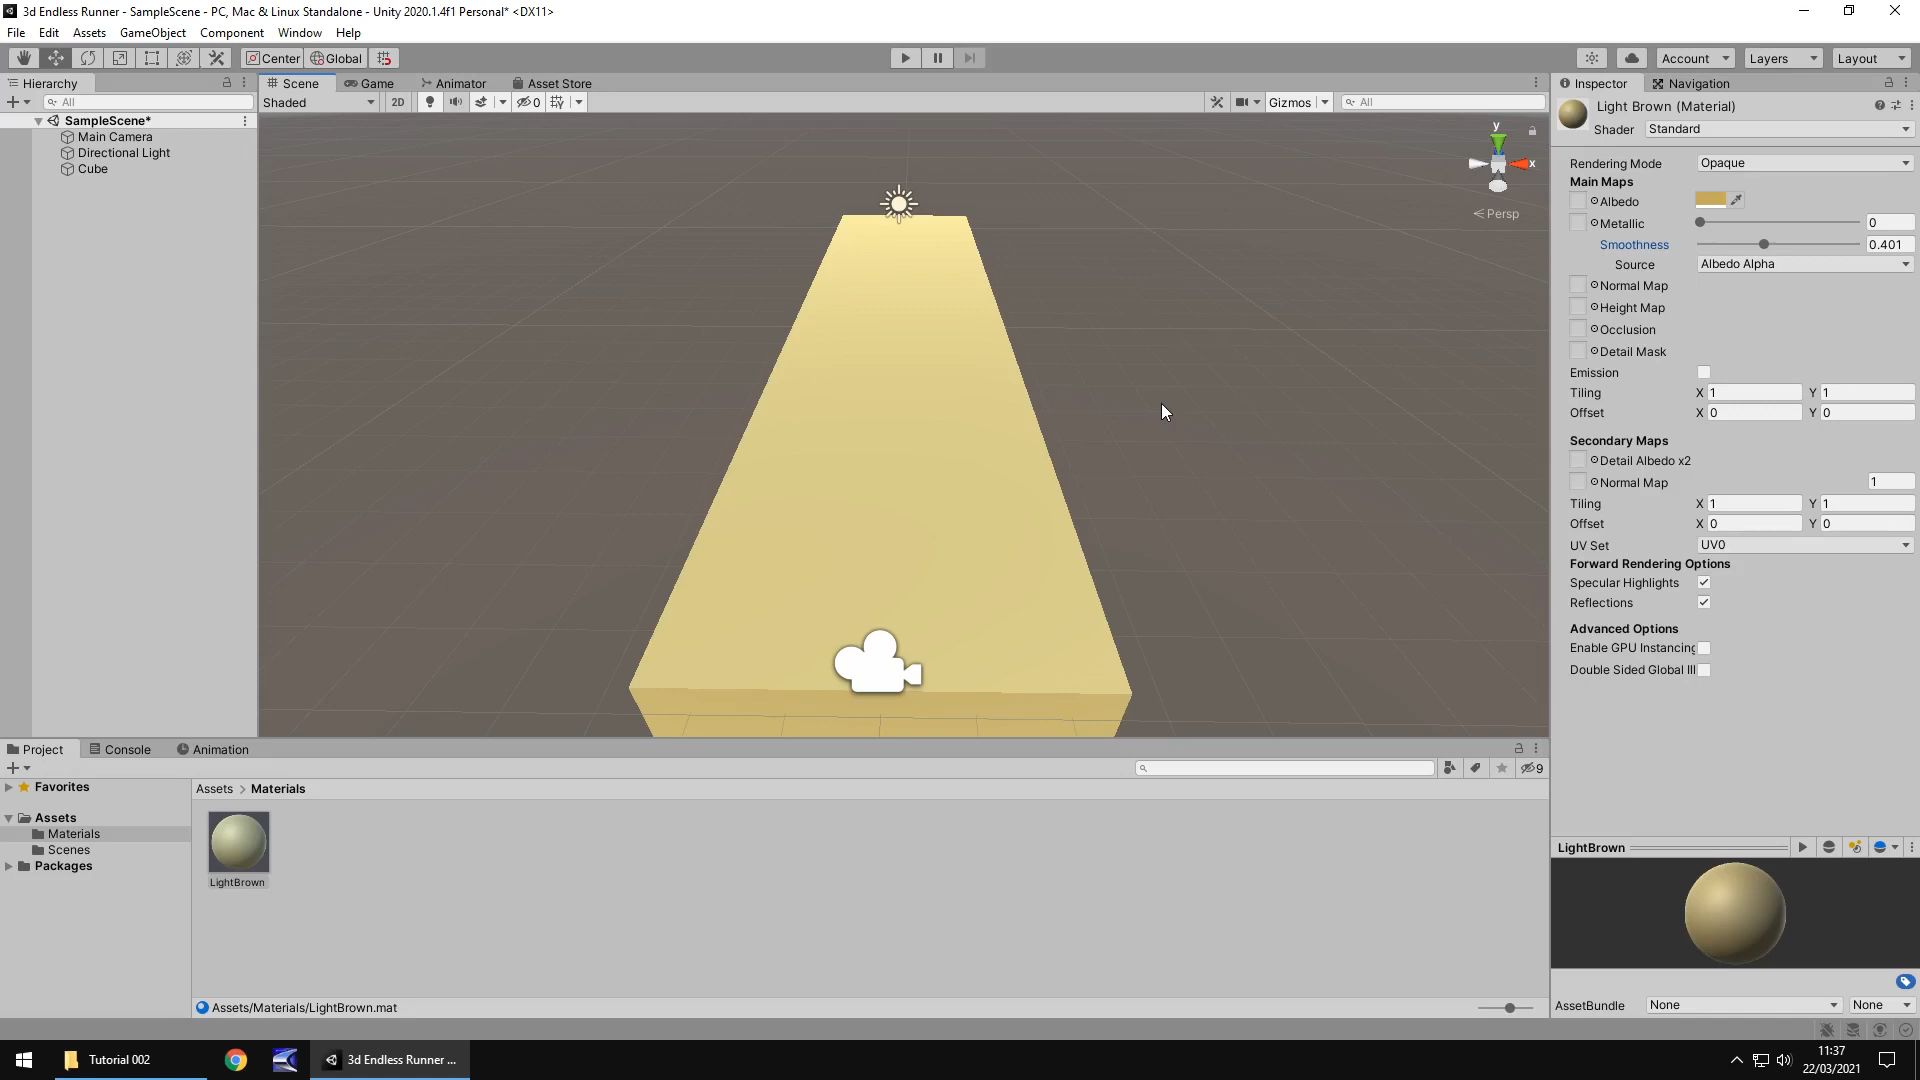 3d Endless Runner - SampleScene - PC, Mac & Linux Standalone - Unity 2020.1.4f1 Personal* <DX11>
File Edit Assets GameObject Component Window Help
Center Global Account Layers Layout
Hierarchy
All
SampleScene*
Main Camera
Directional Light
Cube
Scene Game Animator Asset Store
Shaded 2D 0 Gizmos All
y
x
Persp
Inspector Navigation
Light Brown (Material)
Shader Standard
Rendering Mode Opaque
Main Maps
Albedo
Metallic 0
Smoothness 0.401
Source Albedo Alpha
Normal Map
Height Map
Occlusion
Detail Mask
Emission
Tiling X 1 Y 1
Offset X 0 Y 0
Secondary Maps
Detail Albedo x2
Normal Map 1
Tiling X 1 Y 1
Offset X 0 Y 0
UV Set UV0
Forward Rendering Options
Specular Highlights
Reflections
Advanced Options
Enable GPU Instancing
Double Sided Global Ill
Project Console Animation
9
Favorites
Assets
Materials
Scenes
Packages
Assets > Materials
LightBrown
Assets/Materials/LightBrown.mat
LightBrown
AssetBundle None None
Tutorial 002
3d Endless Runner ...
11:37
22/03/2021